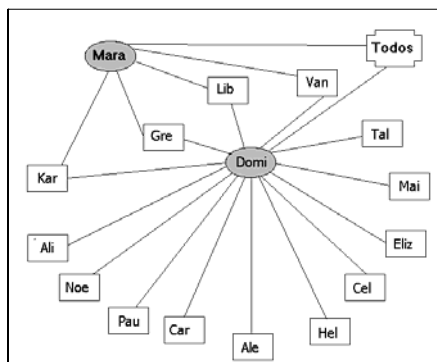 Mara
Todos
Lib
Van
Gre
Tal
Domi
Kar
Mai
Ali
Eliz
Noe
Cel
Pau
Car
Hel
Ale